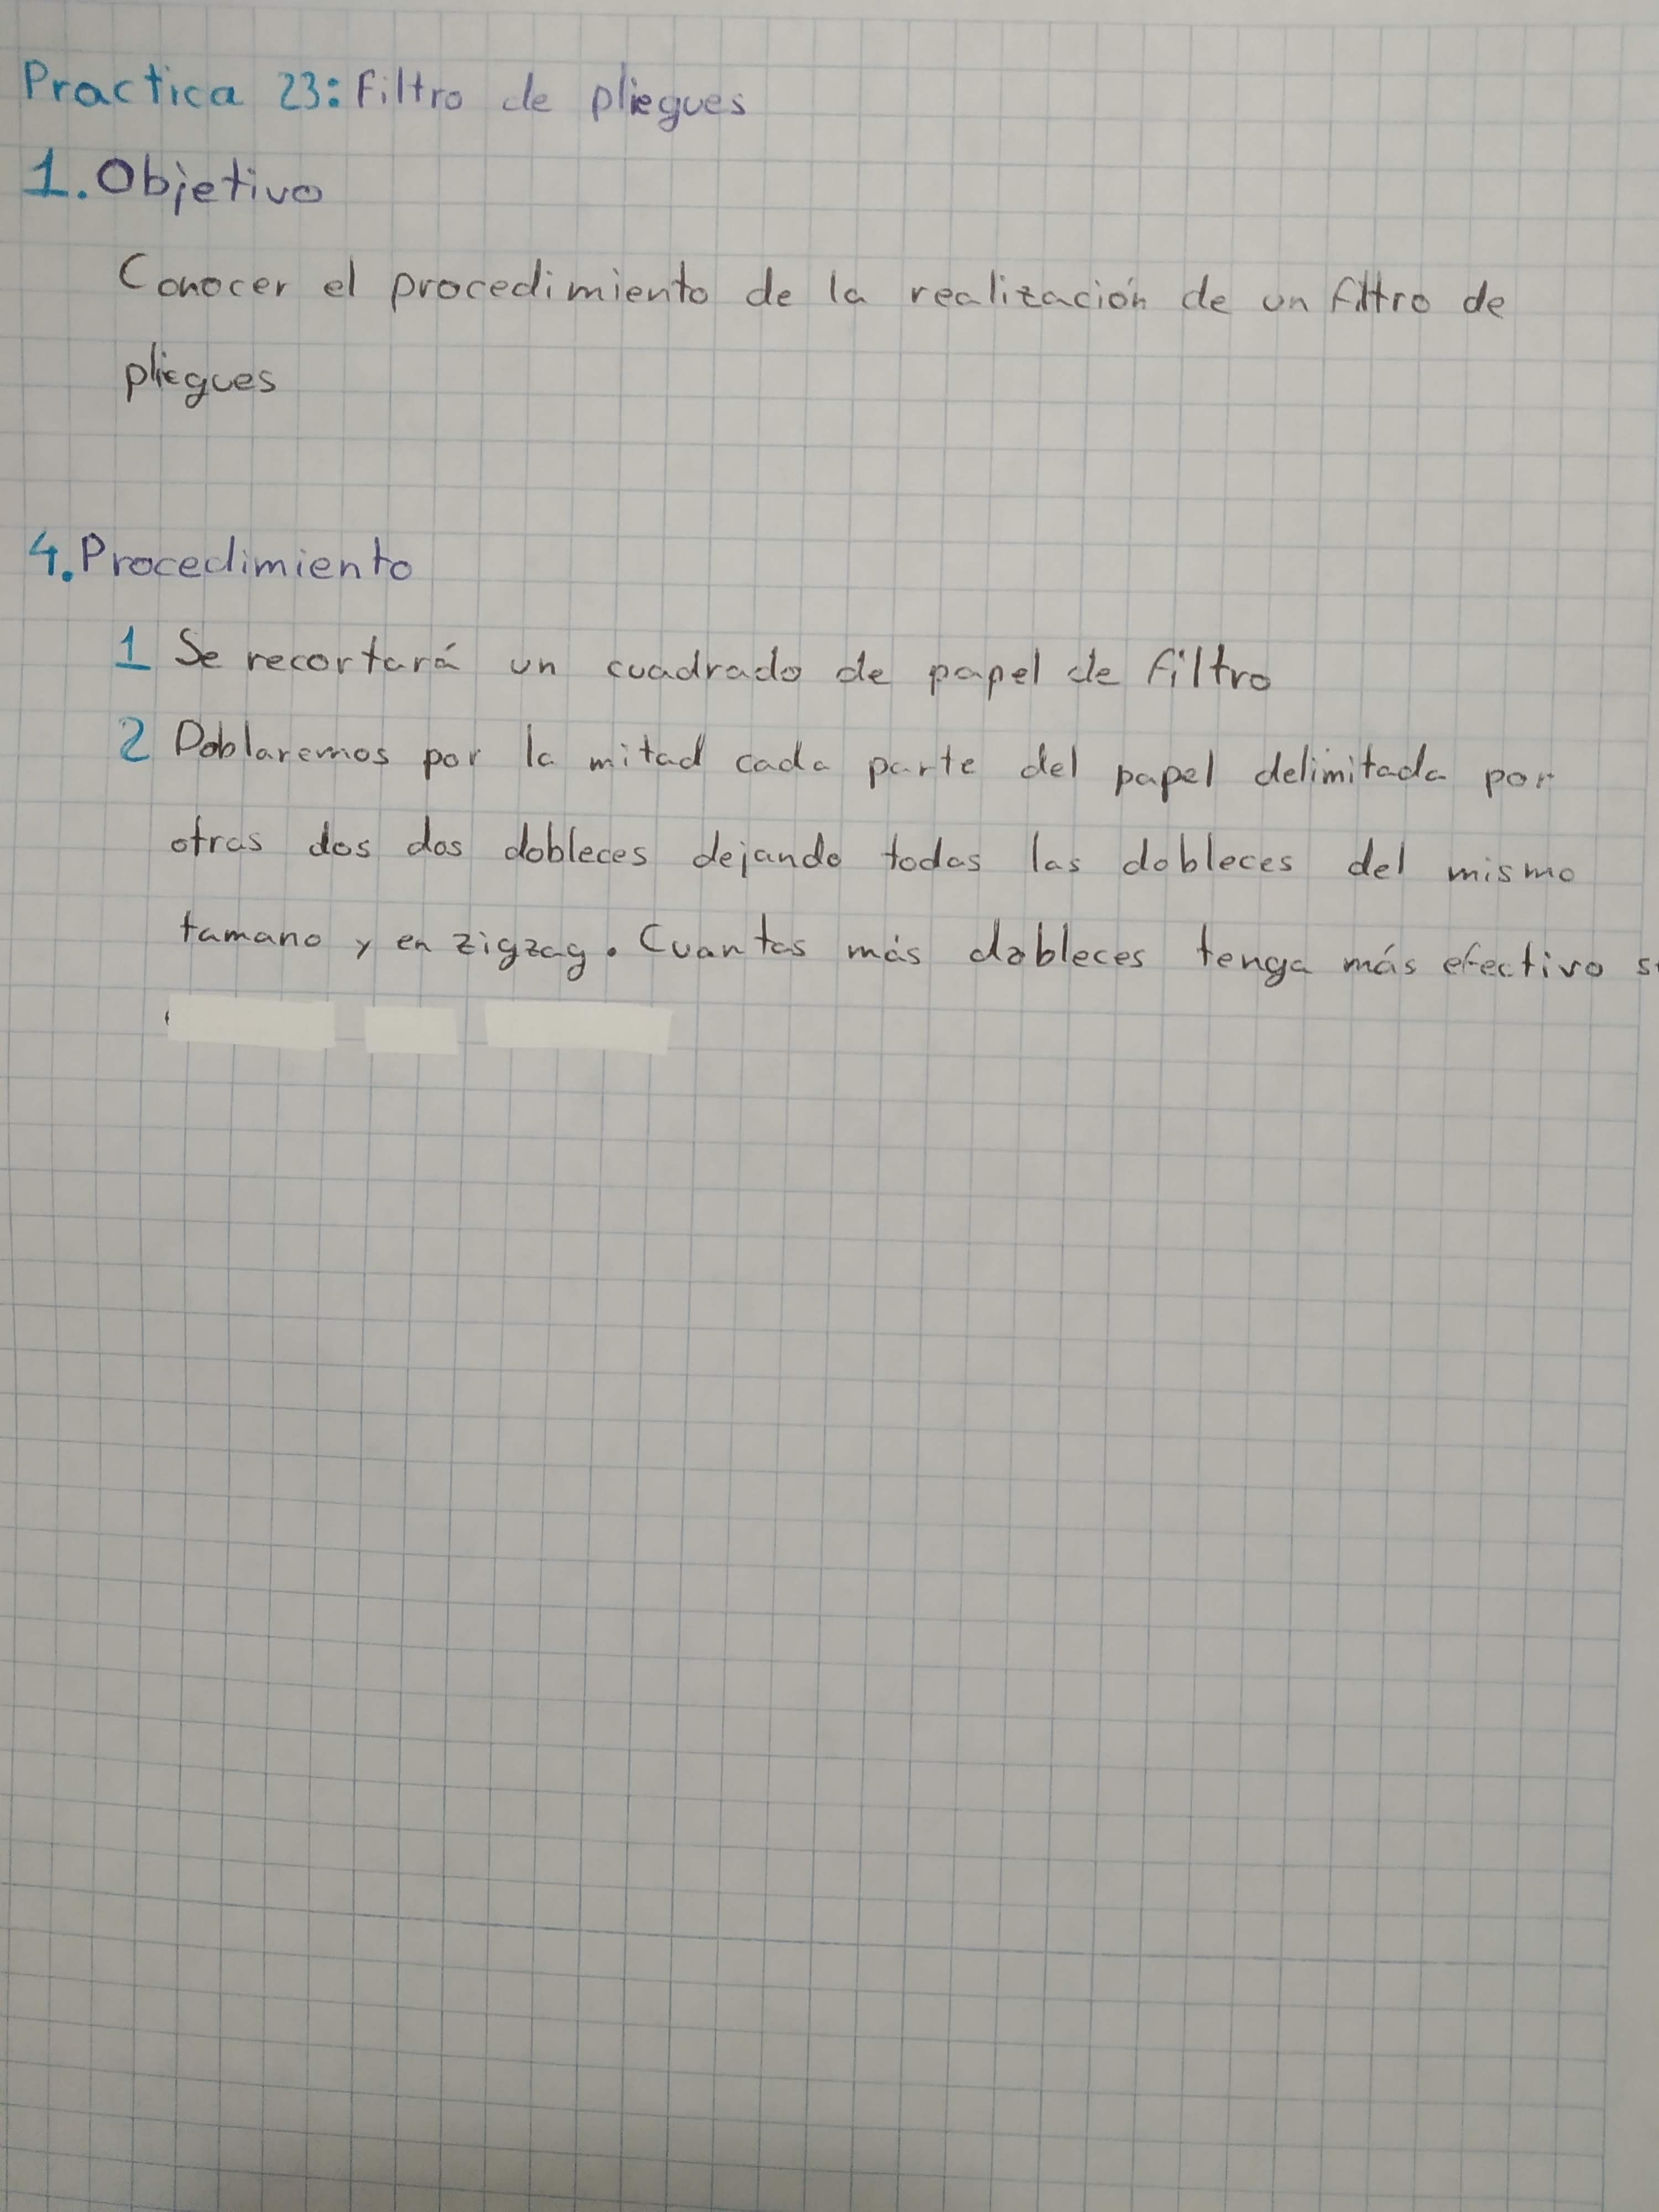 Practica 23: Filtro de pliegues
1. Objetivo
Conocer el procedimiento de la realización de un filtro de
pliegues
4. Procedimiento
1 Se recortará un cuadrado de papel de filtro
2 Doblaremos por la mitad cada parte del papel delimitada por
otras dos dos dobleces dejando todas las dobleces del mismo
tamano y en zigzag. Cuantas más dobleces tenga más efectivo